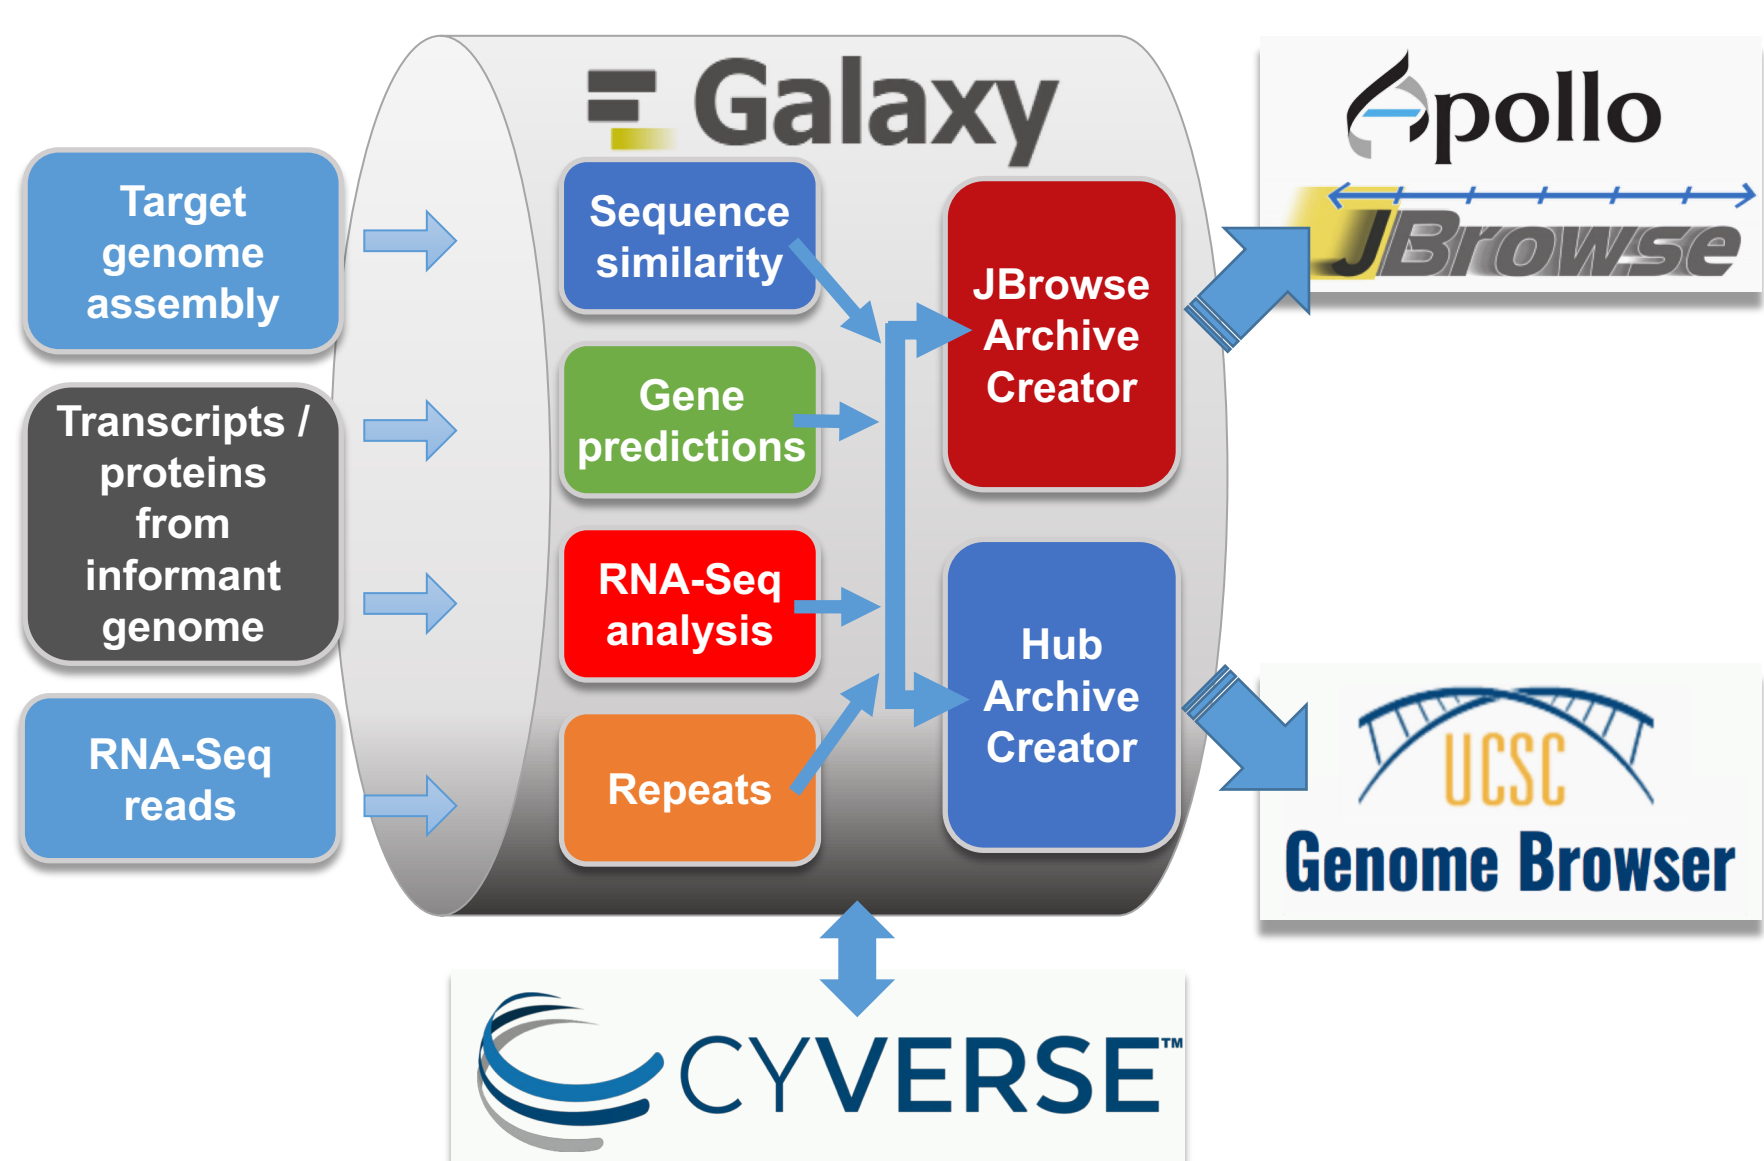 Galaxy
Target
genome
assembly
Transcripts /
proteins
from
informant
genome
RNA-Seq
reads
Sequence
similarity
Gene
predictions
RNA-Seq
analysis
Repeats
JBrowse
Archive
Creator
Hub
Archive
Creator
Apollo
JBrowse
UCSC
Genome Browser
CYVERSE™